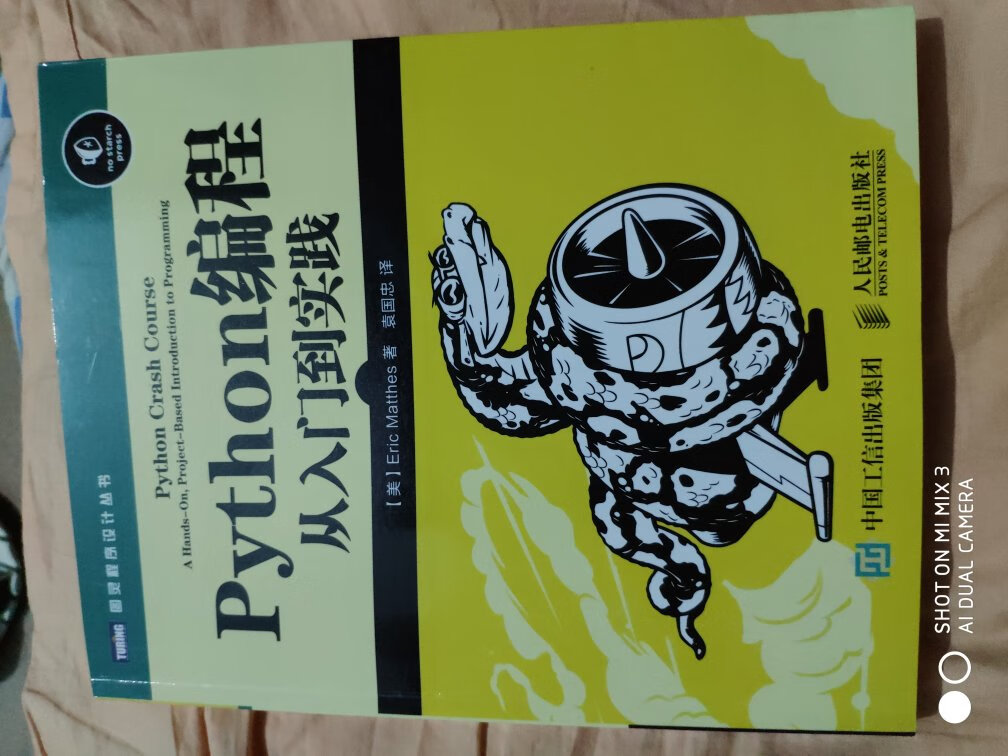 TURING 图灵程序设计丛书
no starch
press
Python Crash Course
A Hands-On, Project-Based Introduction to Programming
Python编程
从入门到实践
[美] Eric Matthes 著 袁国忠 译
中国工信出版集团
人民邮电出版社
POSTS & TELECOM PRESS
SHOT ON MI MIX 3
AI DUAL CAMERA